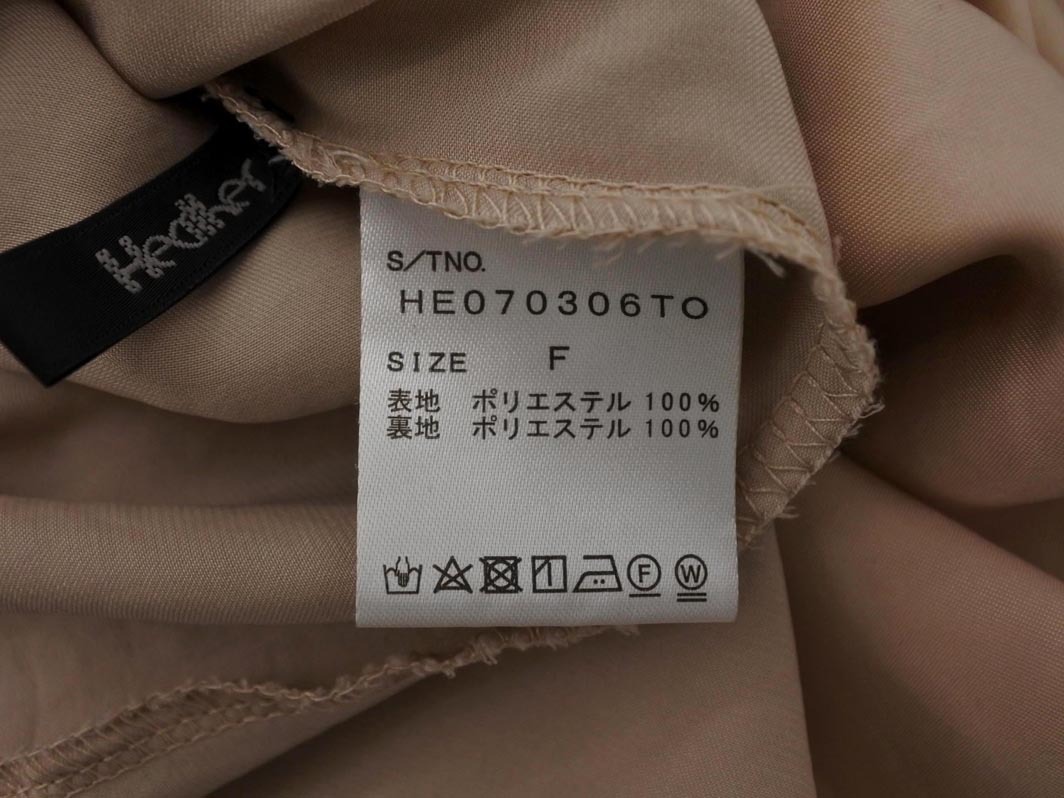 Heather
S/TNO.
HE070306TO
SIZE F
表地 ポリエステル 100%
裏地 ポリエステル 100%
F W